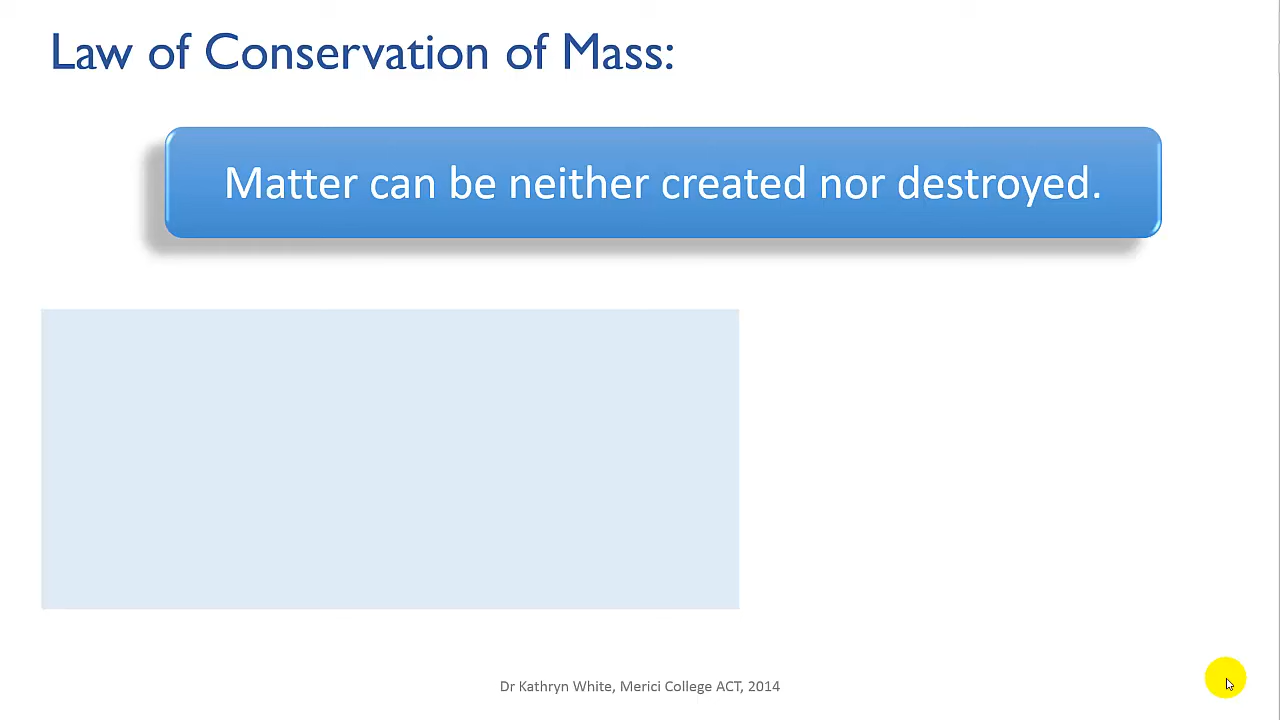 Law of Conservation of Mass:
Matter can be neither created nor destroyed.
Dr Kathryn White, Merici College ACT, 2014